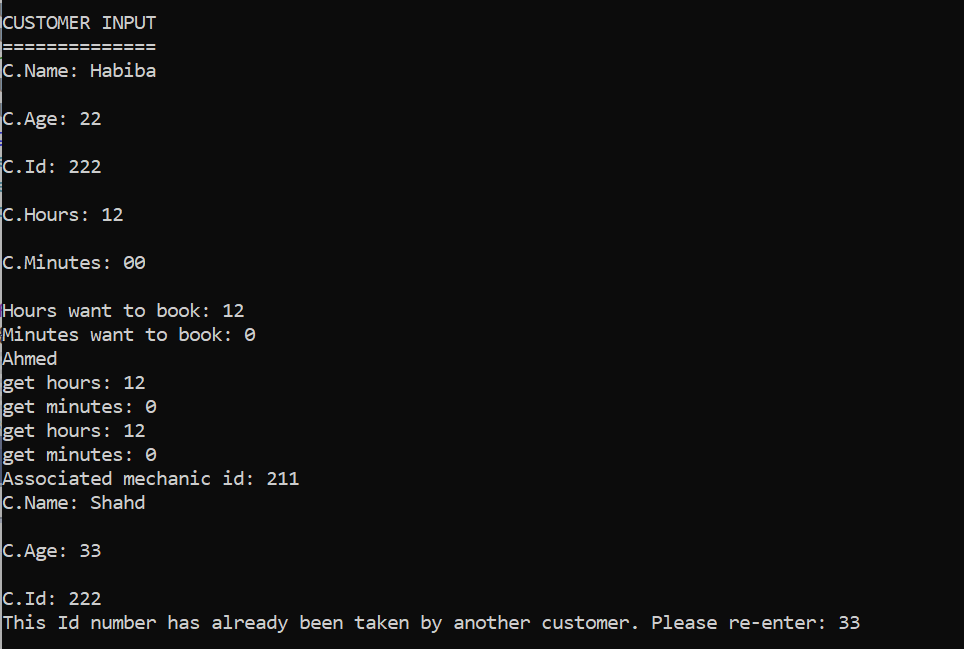 CUSTOMER INPUT
==============
C.Name: Habiba
C.Age: 22
C.Id: 222
C.Hours: 12
C.Minutes: 00
Hours want to book: 12
Minutes want to book: 0
Ahmed
get hours: 12
get minutes: 0
get hours: 12
get minutes: 0
Associated mechanic id: 211
C.Name: Shahd
C.Age: 33
C.Id: 222
This Id number has already been taken by another customer. Please re-enter: 33